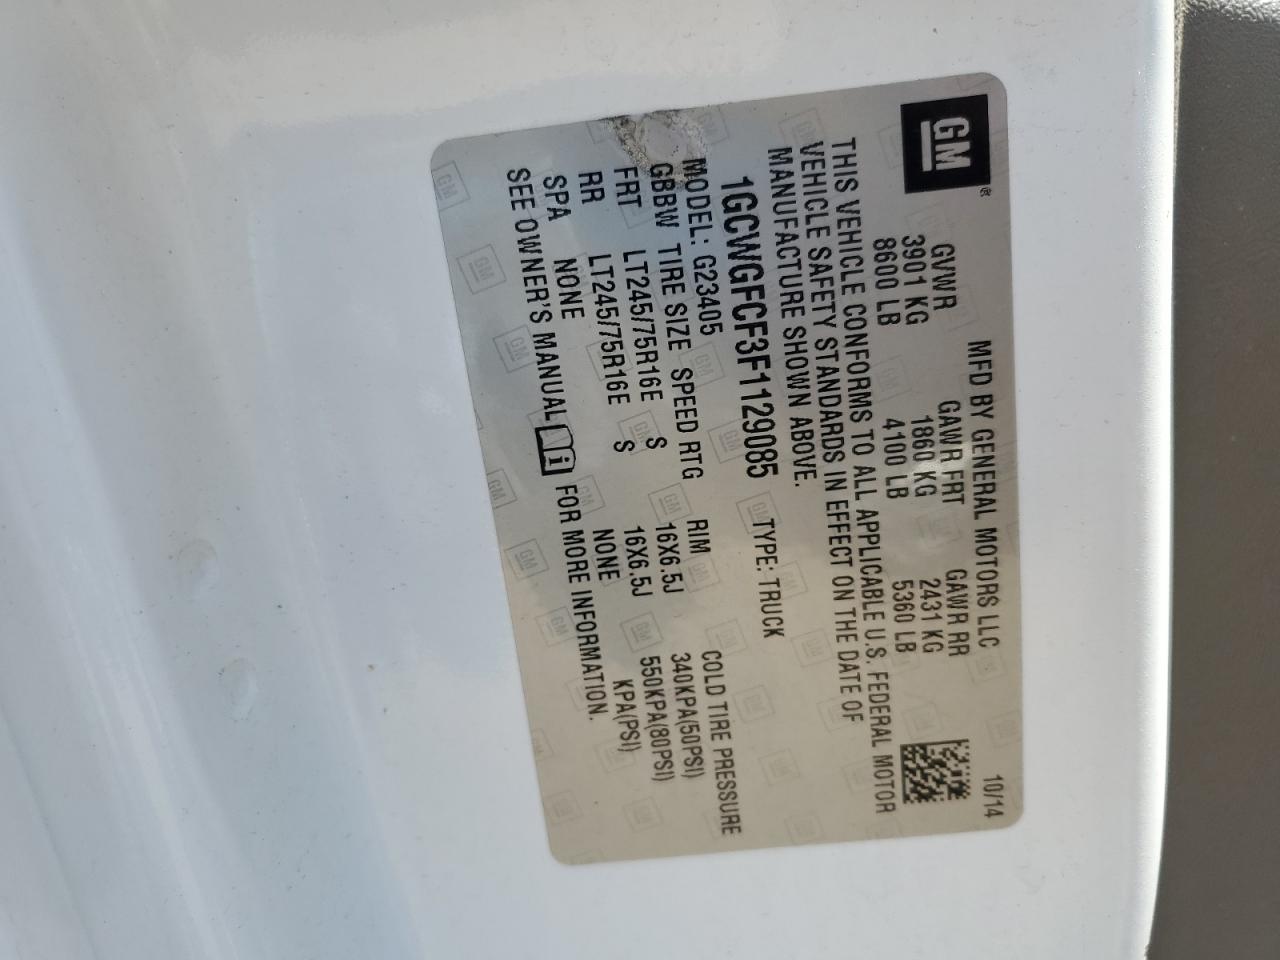 GM®
MFD BY GENERAL MOTORS LLC 10/14
GVWR GAWR FRT GAWR RR
3901 KG 1860 KG 2431 KG
8600 LB 4100 LB 5360 LB
THIS VEHICLE CONFORMS TO ALL APPLICABLE U.S. FEDERAL MOTOR
VEHICLE SAFETY STANDARDS IN EFFECT ON THE DATE OF
MANUFACTURE SHOWN ABOVE.
1GCWGFCF3F1129085 TYPE: TRUCK
MODEL: G23405
GBBW TIRE SIZE SPEED RTG RIM COLD TIRE PRESSURE
FRT LT245/75R16E S 16X6.5J 340KPA(50PSI)
RR LT245/75R16E S 16X6.5J 550KPA(80PSI)
SPA NONE NONE KPA(PSI)
SEE OWNER'S MANUAL FOR MORE INFORMATION.